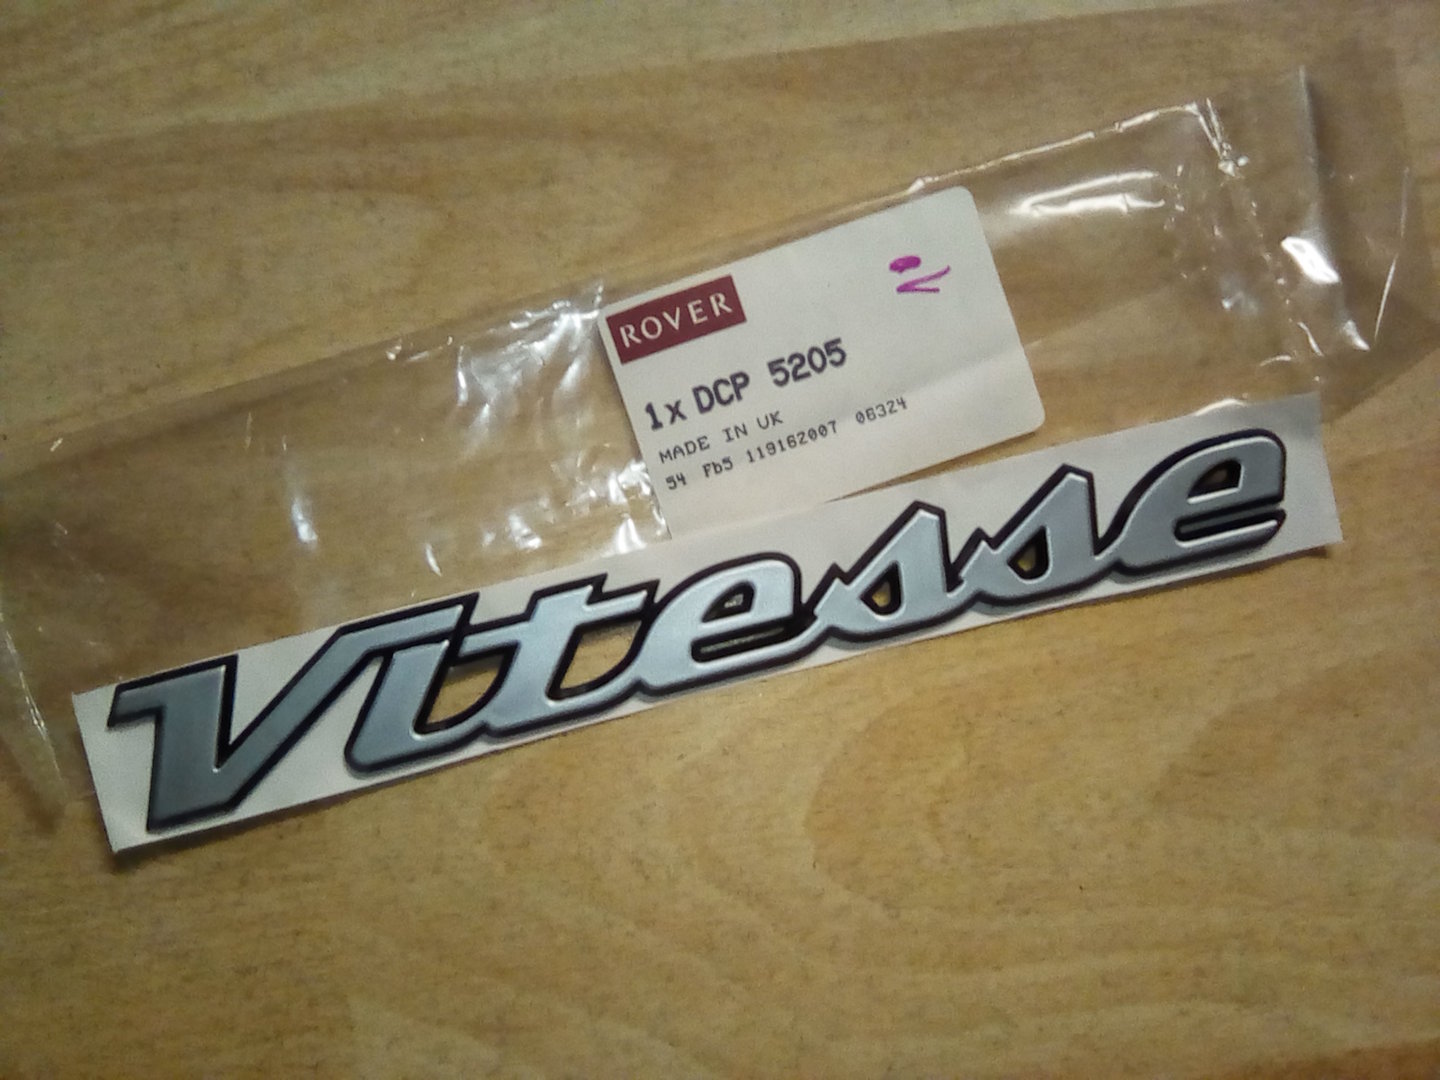 ROVER
1x DCP 5205
MADE IN UK
54 Fb5 119162007 06324
Vitesse